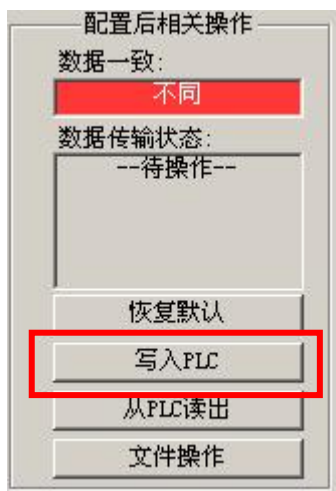 配置后相关操作
数据一致:
不同
数据传输状态:
--待操作--
恢复默认
写入PLC
从PLC读出
文件操作